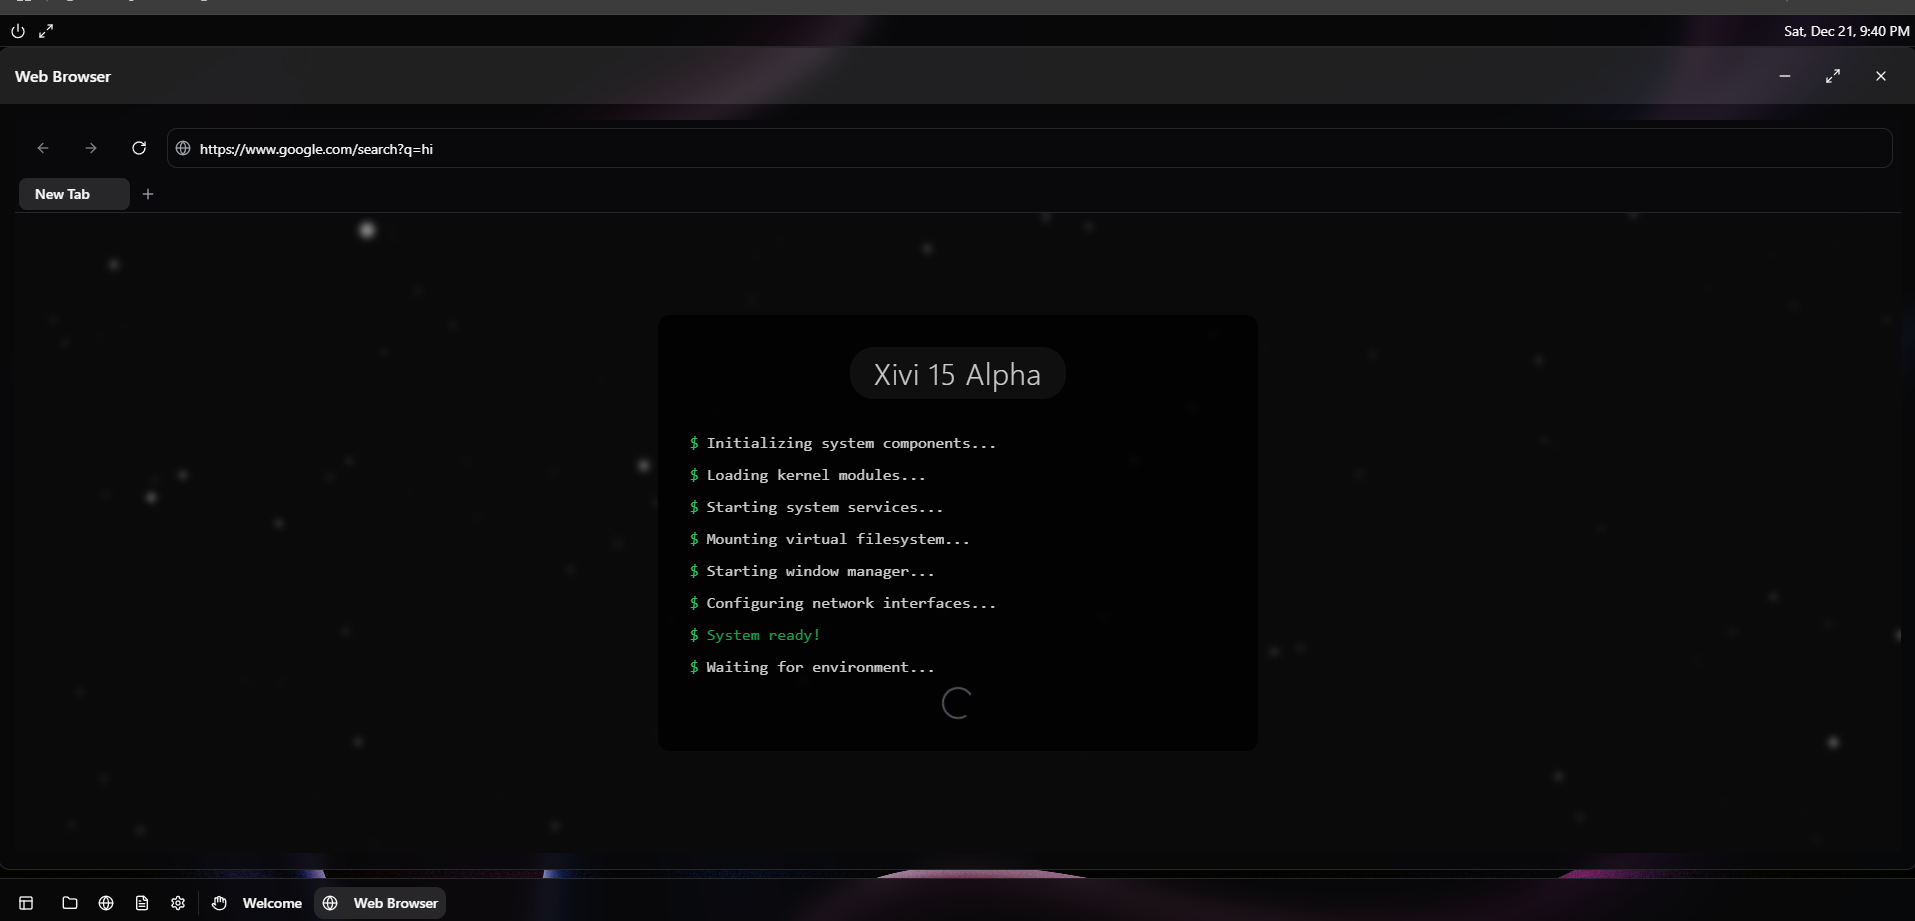 Sat, Dec 21, 9:40 PM
Web Browser
https://www.google.com/search?q=hi
New Tab
Xivi 15 Alpha
$ Initializing system components...
$ Loading kernel modules...
$ Starting system services...
$ Mounting virtual filesystem...
$ Starting window manager...
$ Configuring network interfaces...
$ System ready!
$ Waiting for environment...
Welcome Web Browser